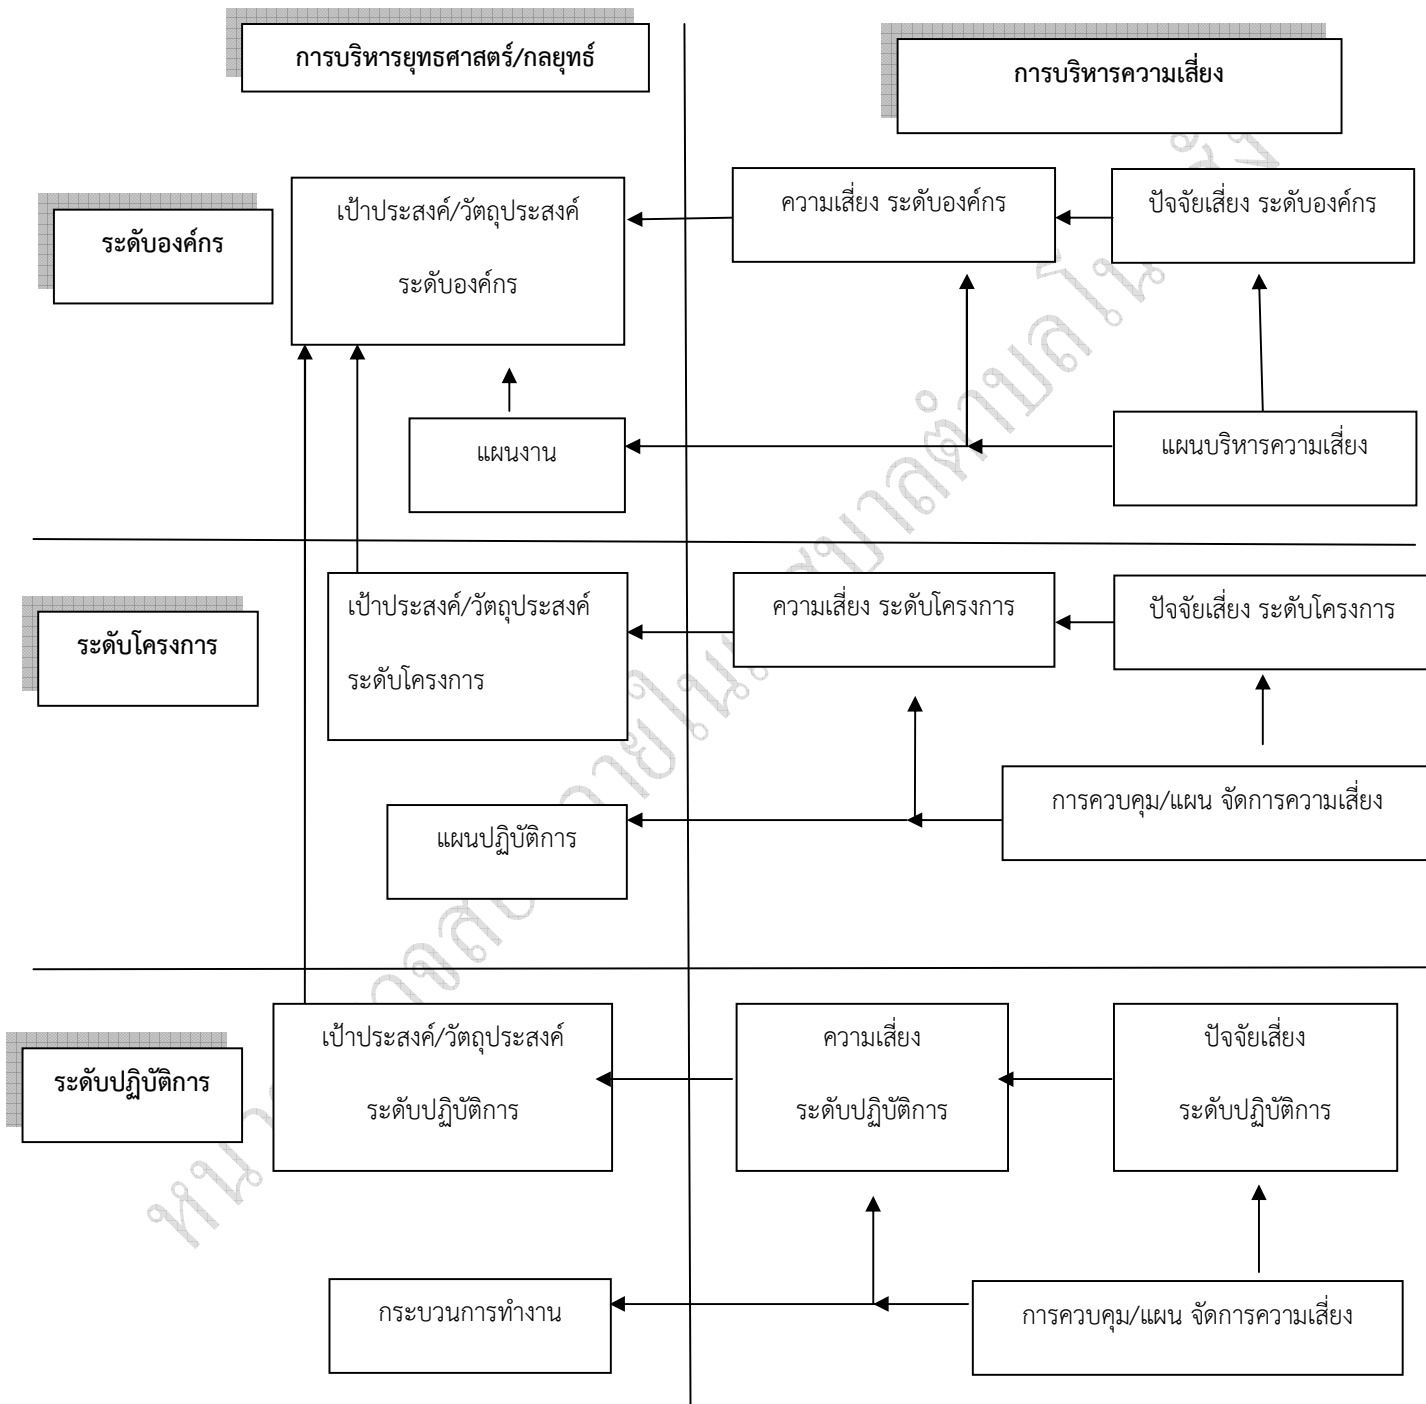 การบริหารยุทธศาสตร์/กลยุทธ์
การบริหารความเสี่ยง
ระดับองค์กร
เป้าประสงค์/วัตถุประสงค์
ระดับองค์กร
ความเสี่ยง ระดับองค์กร
ปัจจัยเสี่ยง ระดับองค์กร
แผนงาน
แผนบริหารความเสี่ยง
ระดับโครงการ
เป้าประสงค์/วัตถุประสงค์
ระดับโครงการ
ความเสี่ยง ระดับโครงการ
ปัจจัยเสี่ยง ระดับโครงการ
แผนปฏิบัติการ
การควบคุม/แผน จัดการความเสี่ยง
ระดับปฏิบัติการ
เป้าประสงค์/วัตถุประสงค์
ระดับปฏิบัติการ
ความเสี่ยง
ระดับปฏิบัติการ
ปัจจัยเสี่ยง
ระดับปฏิบัติการ
กระบวนการทำงาน
การควบคุม/แผน จัดการความเสี่ยง